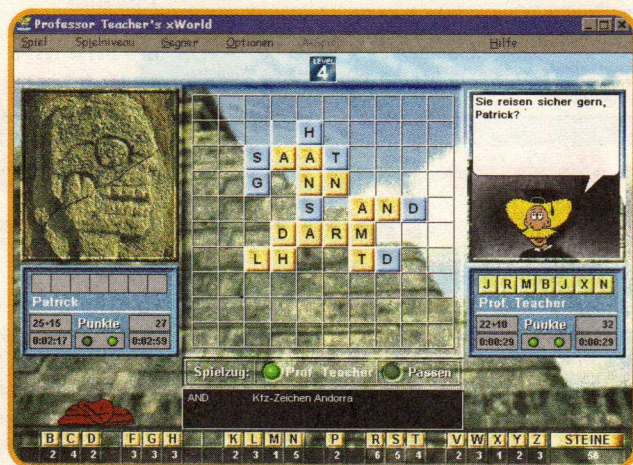 Professor Teacher's xWorld
Spiel Spielniveau Gegner Optionen Hilfe
LEVEL
4
Sie reisen sicher gern,
Patrick?
H
S A A T
G N N
S A N D
D A R M
L H T D
Patrick
25+15 Punkte 27
0:02:17 0:02:59
J R M B J X N
Prof. Teacher
22+10 Punkte 32
0:00:29 0:00:29
Spielzug: Prof. Teacher Passen
AND Kfz-Zeichen Andorra
B C D F G H K L M N P R S T V W X Y Z STEINE
2 4 2 3 3 3 2 3 1 5 2 6 5 4 2 3 1 2 3 56